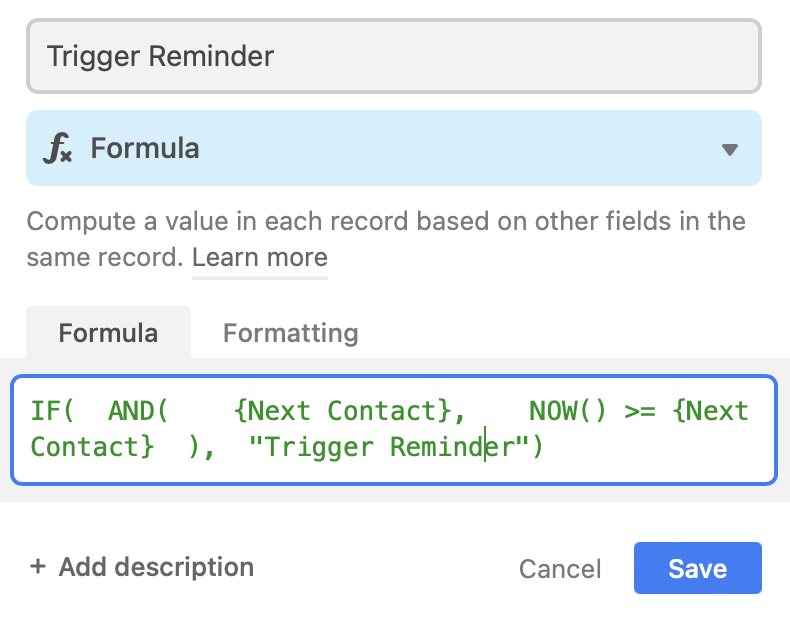 Trigger Reminder
fx Formula
Compute a value in each record based on other fields in the
same record. Learn more
Formula Formatting
IF(  AND(    {Next Contact},    NOW() >= {Next
Contact}  ),  "Trigger Reminder")
+ Add description Cancel Save